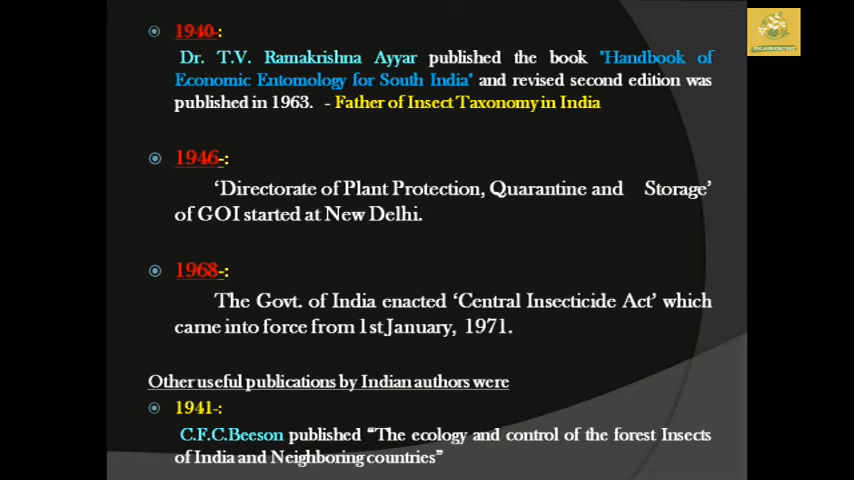 1940-:
Dr. T.V. Ramakrishna Ayyar published the book "Handbook of
Economic Entomology for South India" and revised second edition was
published in 1963. - Father of Insect Taxonomy in India
1946-:
‘Directorate of Plant Protection, Quarantine and Storage’
of GOI started at New Delhi.
1968-:
The Govt. of India enacted ‘Central Insecticide Act’ which
came into force from 1st January, 1971.
Other useful publications by Indian authors were
1941-:
C.F.C.Beeson published “The ecology and control of the forest Insects
of India and Neighboring countries”